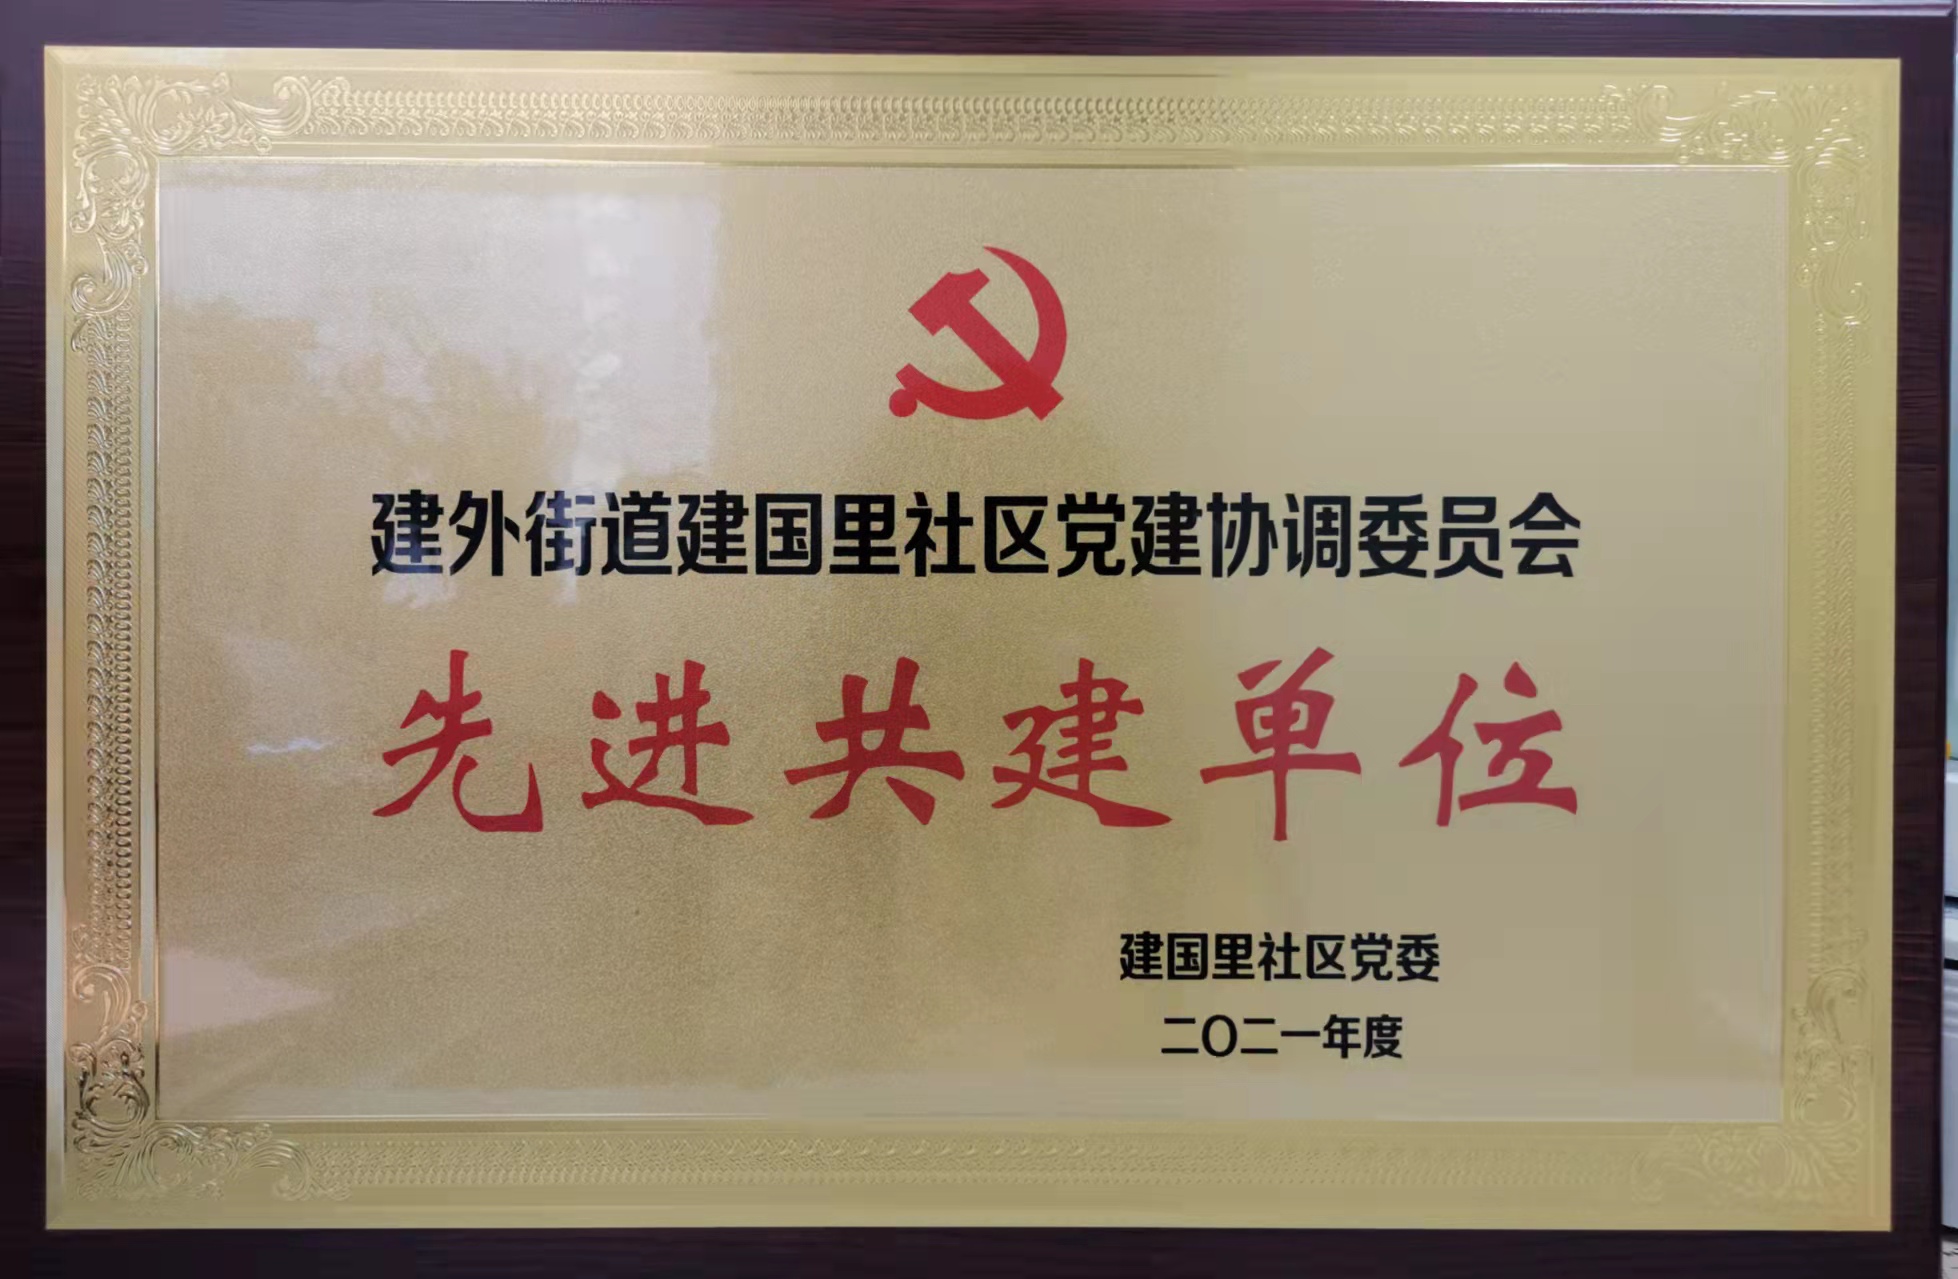 建外街道建国里社区党建协调委员会
先进共建单位
建国里社区党委
二〇二一年度